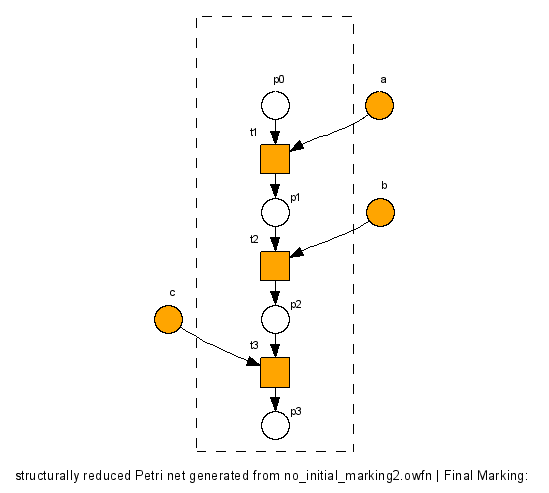 p0
a
t1
p1
b
t2
c
p2
t3
p3
structurally reduced Petri net generated from no_initial_marking2.owfn | Final Marking: